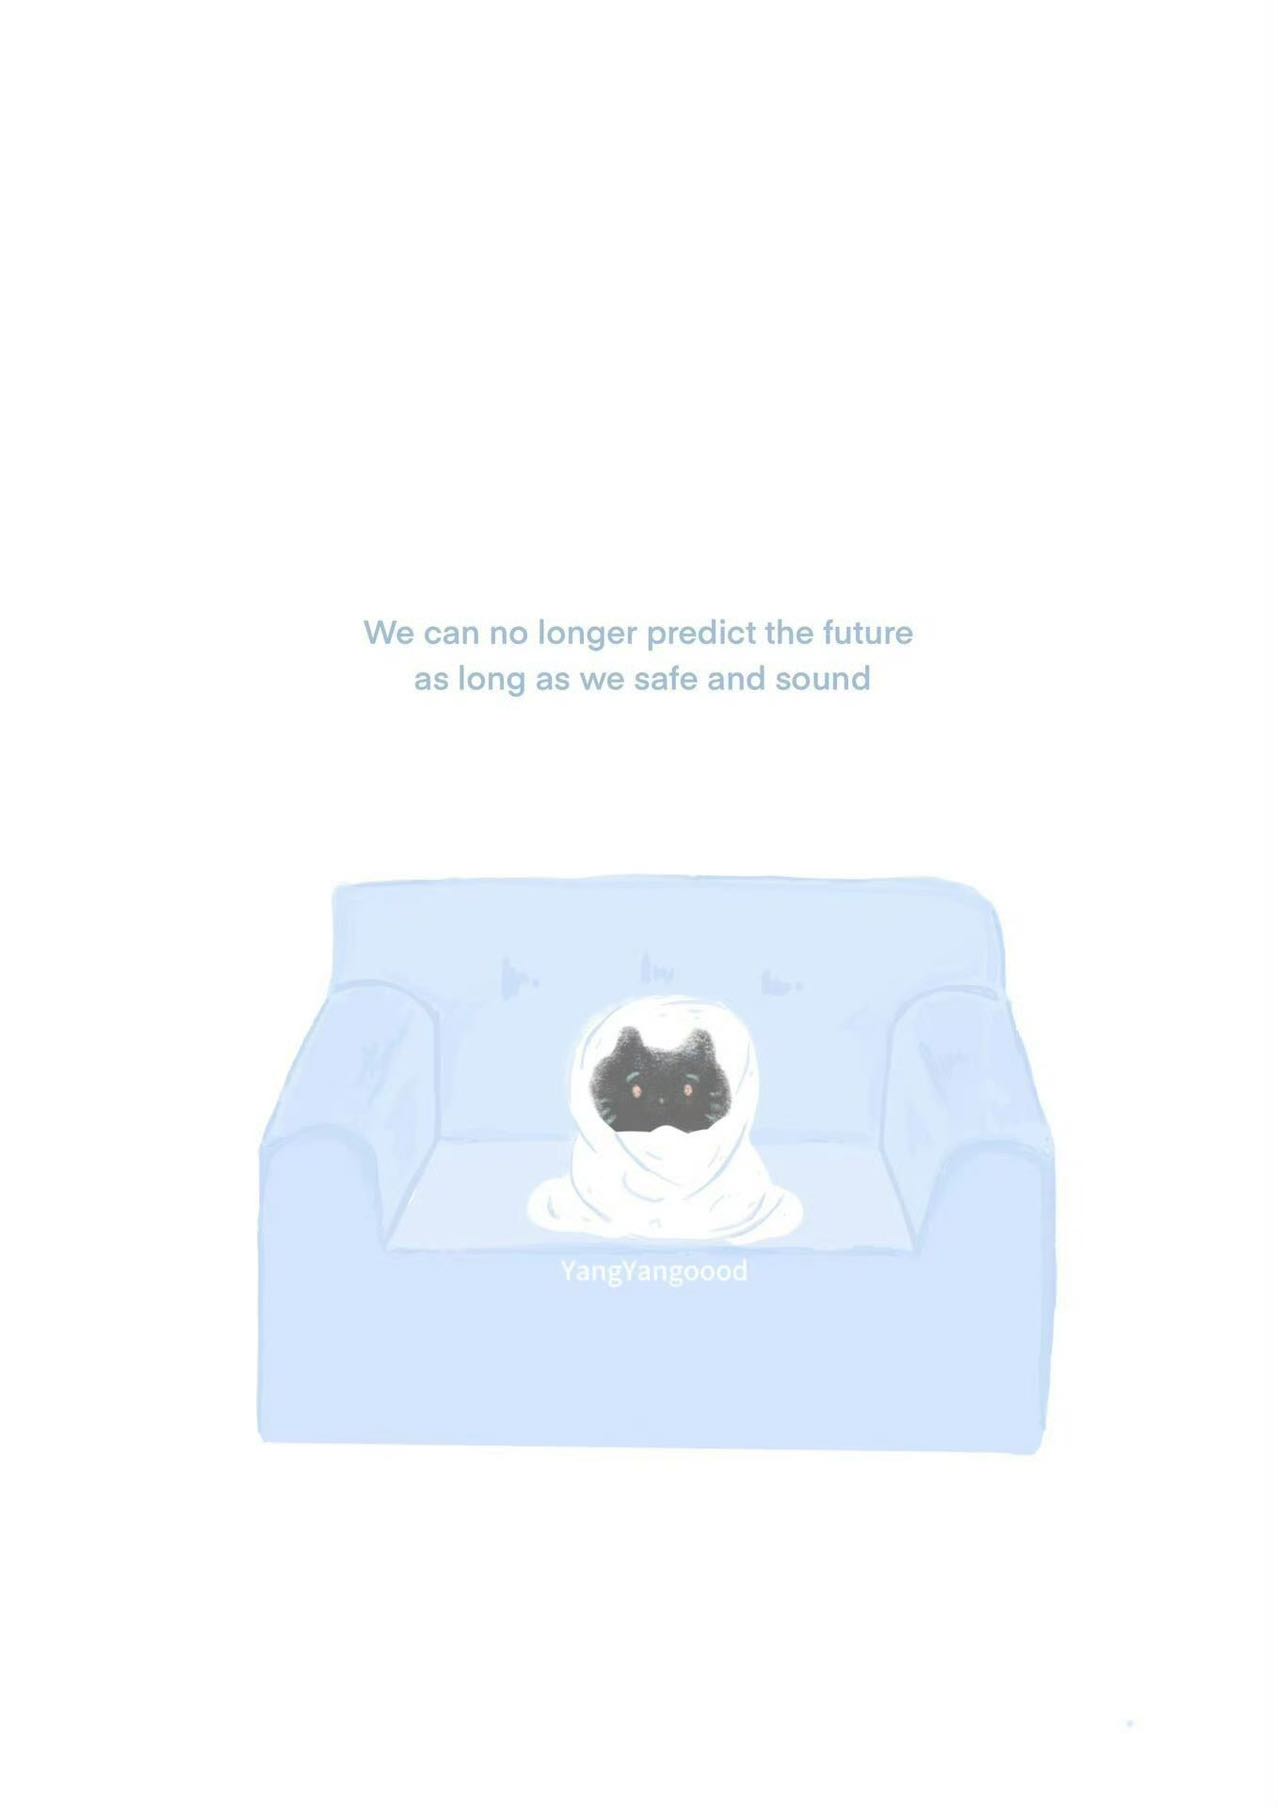 We can no longer predict the future
as long as we safe and sound
YangYangoood